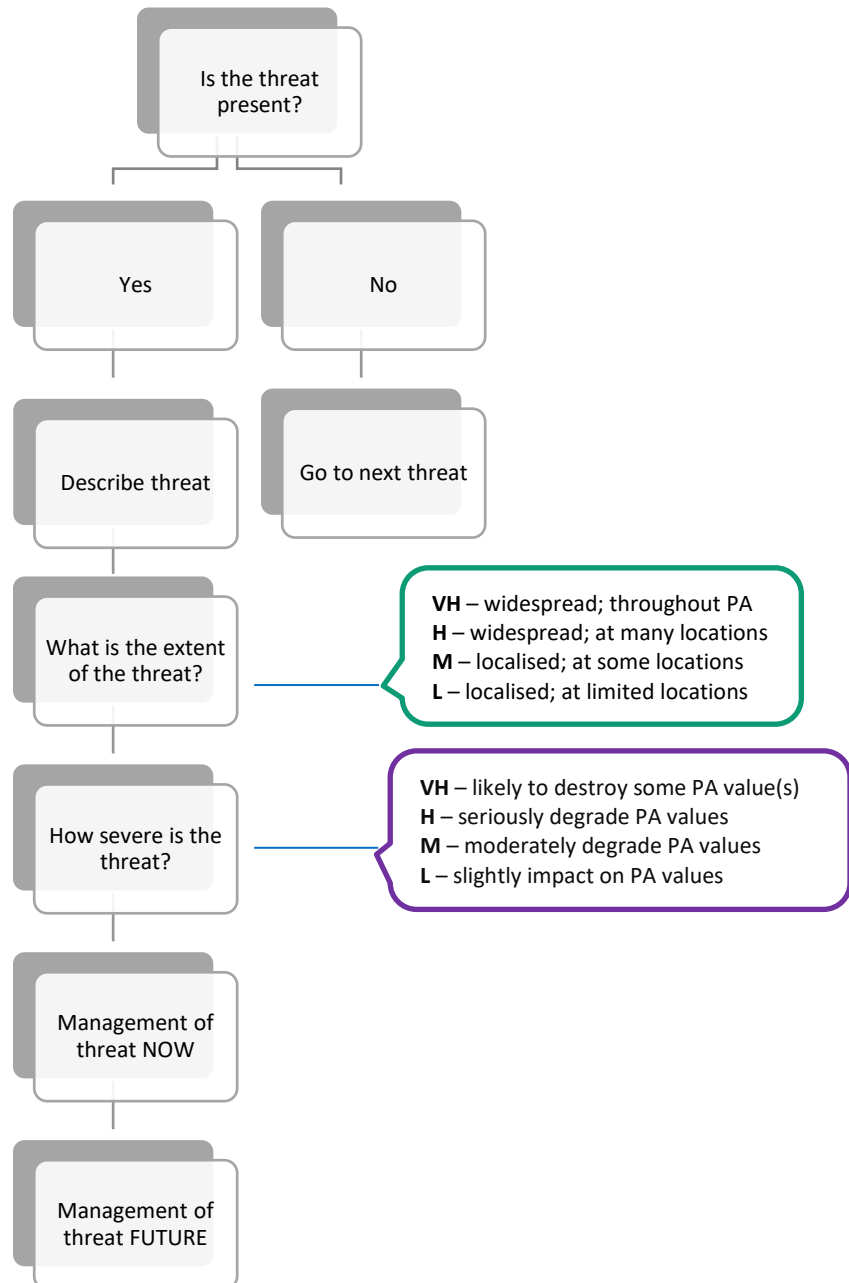 Is the threat
present?
Yes
No
Describe threat
Go to next threat
What is the extent
of the threat?
VH – widespread; throughout PA
H – widespread; at many locations
M – localised; at some locations
L – localised; at limited locations
How severe is the
threat?
VH – likely to destroy some PA value(s)
H – seriously degrade PA values
M – moderately degrade PA values
L – slightly impact on PA values
Management of
threat NOW
Management of
threat FUTURE